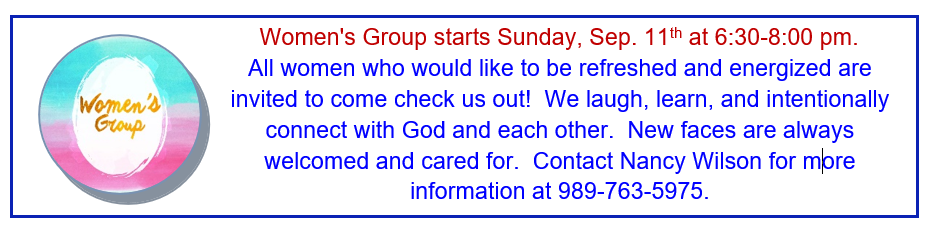 Women's Group starts Sunday, Sep. 11th at 6:30-8:00 pm.
All women who would like to be refreshed and energized are
invited to come check us out!  We laugh, learn, and intentionally
connect with God and each other.  New faces are always
welcomed and cared for.  Contact Nancy Wilson for more
information at 989-763-5975.
Women's
Group